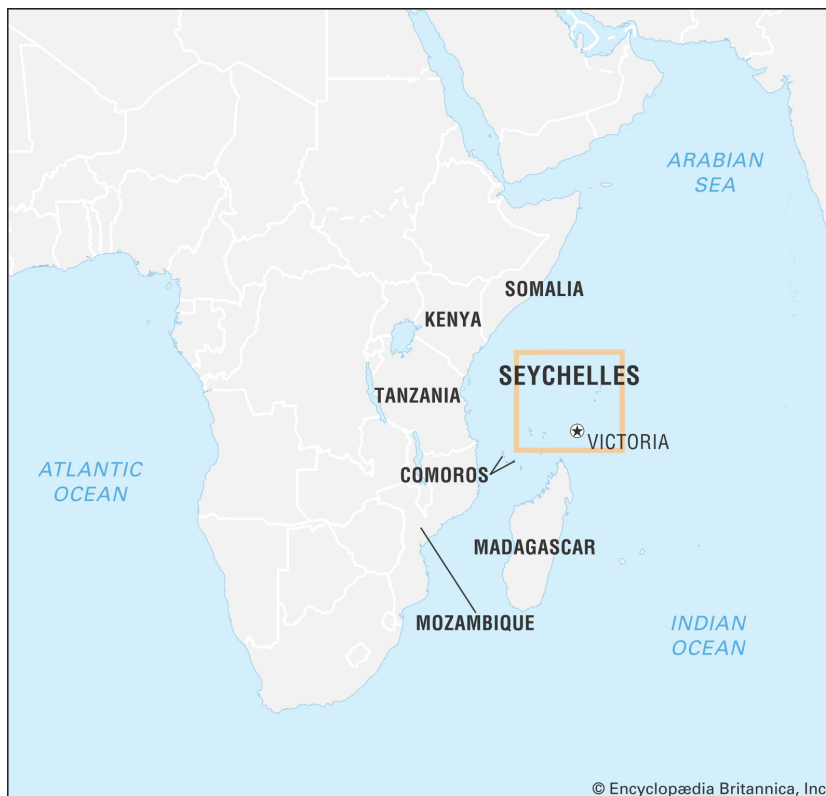 ARABIAN
SEA
SOMALIA
KENYA
SEYCHELLES
TANZANIA
VICTORIA
ATLANTIC
OCEAN
COMOROS
MADAGASCAR
MOZAMBIQUE
INDIAN
OCEAN
© Encyclopædia Britannica, Inc